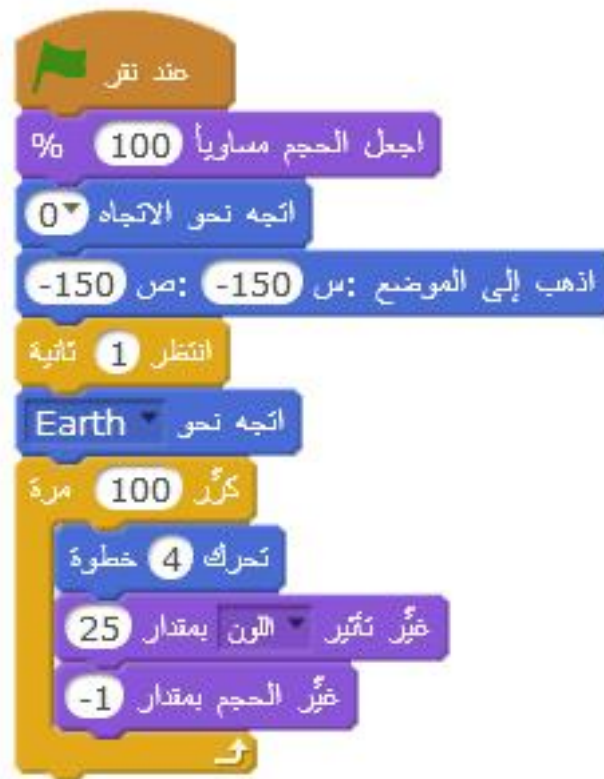 عند نقر
اجعل الحجم مساوياً 100 %
اتجه نحو الاتجاه 0
اذهب إلى الموضع س: -150 ص: -150
انتظر 1 ثانية
اتجه نحو Earth
كرِّر 100 مرة
تحرك 4 خطوة
غيِّر تأثير اللون بمقدار 25
غيِّر الحجم بمقدار -1